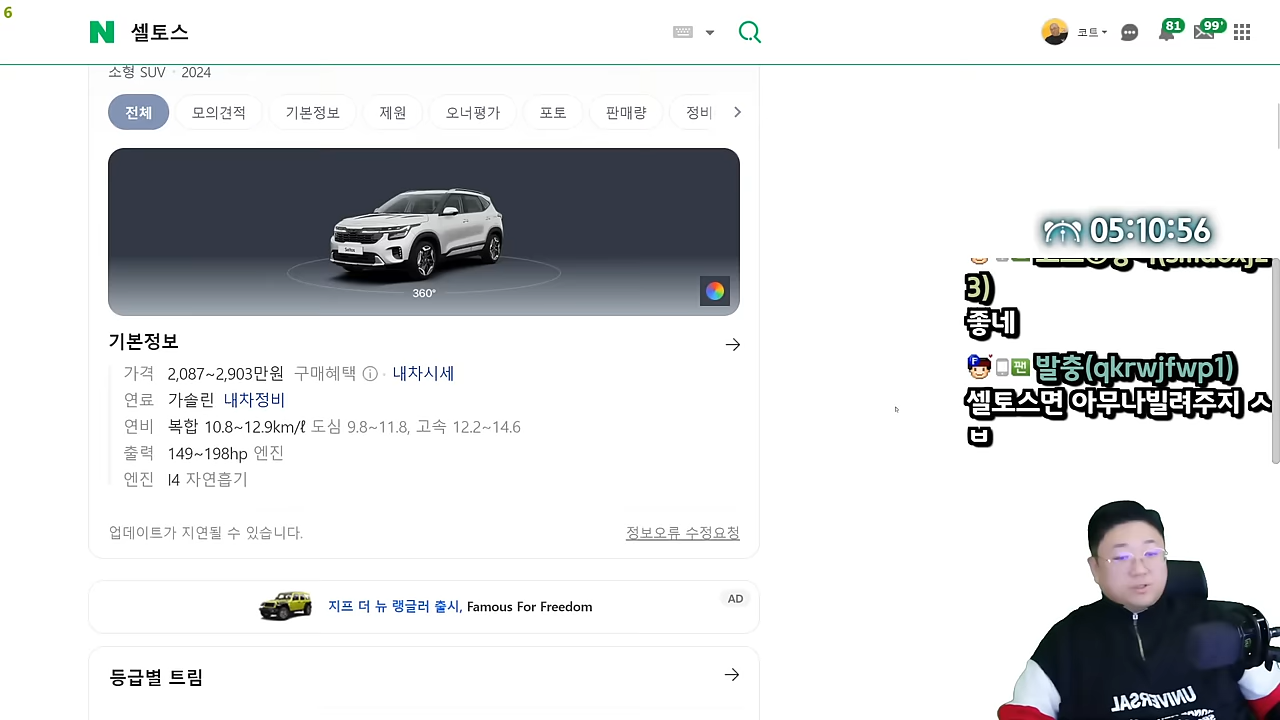 6
N 셀토스
코트
81
99+
소형 SUV · 2024
전체 모의견적 기본정보 제원 오너평가 포토 판매량 정비
360°
기본정보
가격 2,087~2,903만원 구매혜택 · 내차시세
연료 가솔린 내차정비
연비 복합 10.8~12.9km/ℓ 도심 9.8~11.8, 고속 12.2~14.6
출력 149~198hp 엔진
엔진 I4 자연흡기
업데이트가 지연될 수 있습니다. 정보오류 수정요청
지프 더 뉴 랭글러 출시, Famous For Freedom
AD
등급별 트림
05:10:56
3)
좋네
팬 발충(qkrwjfwp1)
셀토스면 아무나빌려주지 ㅅ
ㅂ
UNIVERSAL